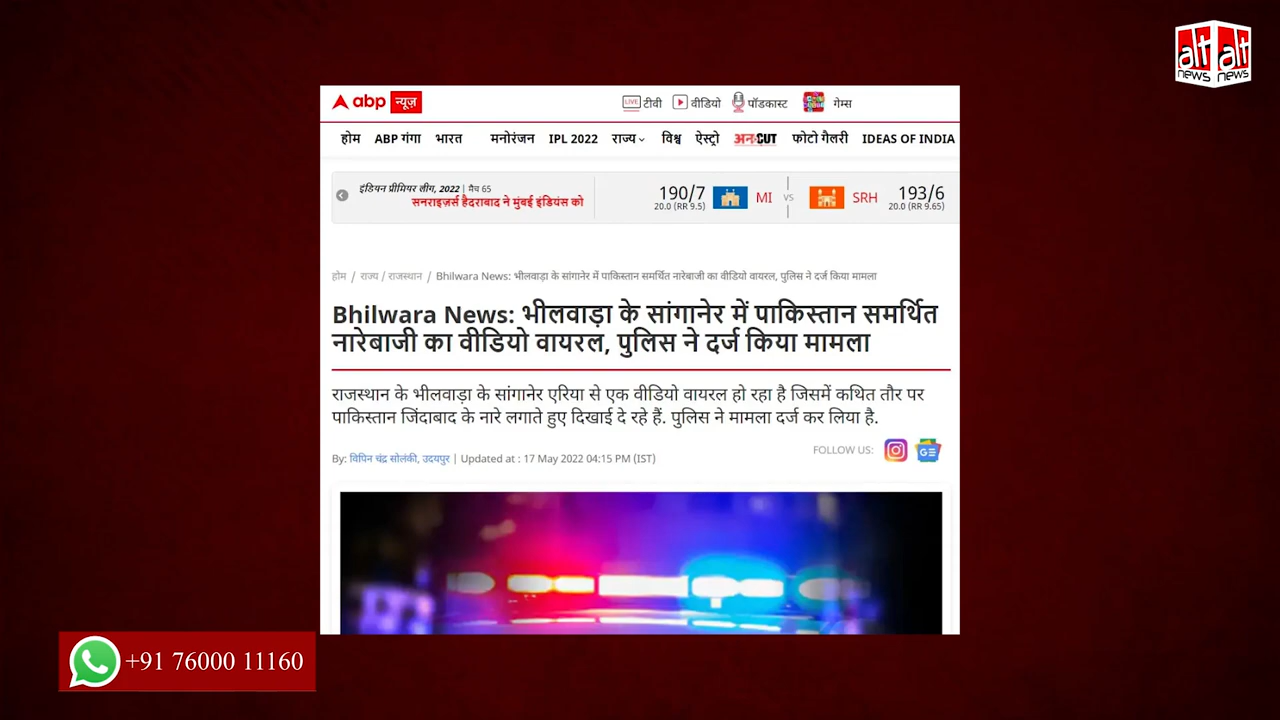 alt alt
news news
abp न्यूज़
LIVE टीवी वीडियो पॉडकास्ट गेम्स
होम ABP गंगा भारत मनोरंजन IPL 2022 राज्य विश्व ऐस्ट्रो अनCUT फोटो गैलरी IDEAS OF INDIA
इंडियन प्रीमियर लीग, 2022 | मैच 65
सनराइज़र्स हैदराबाद ने मुंबई इंडियंस को
190/7 MI VS SRH 193/6
20.0 (RR 9.5) 20.0 (RR 9.65)
होम / राज्य / राजस्थान / Bhilwara News: भीलवाड़ा के सांगानेर में पाकिस्तान समर्थित नारेबाजी का वीडियो वायरल, पुलिस ने दर्ज किया मामला
Bhilwara News: भीलवाड़ा के सांगानेर में पाकिस्तान समर्थित
नारेबाजी का वीडियो वायरल, पुलिस ने दर्ज किया मामला
राजस्थान के भीलवाड़ा के सांगानेर एरिया से एक वीडियो वायरल हो रहा है जिसमें कथित तौर पर
पाकिस्तान जिंदाबाद के नारे लगाते हुए दिखाई दे रहे हैं. पुलिस ने मामला दर्ज कर लिया है.
FOLLOW US: GE
By: विपिन चंद्र सोलंकी, उदयपुर | Updated at : 17 May 2022 04:15 PM (IST)
+91 76000 11160